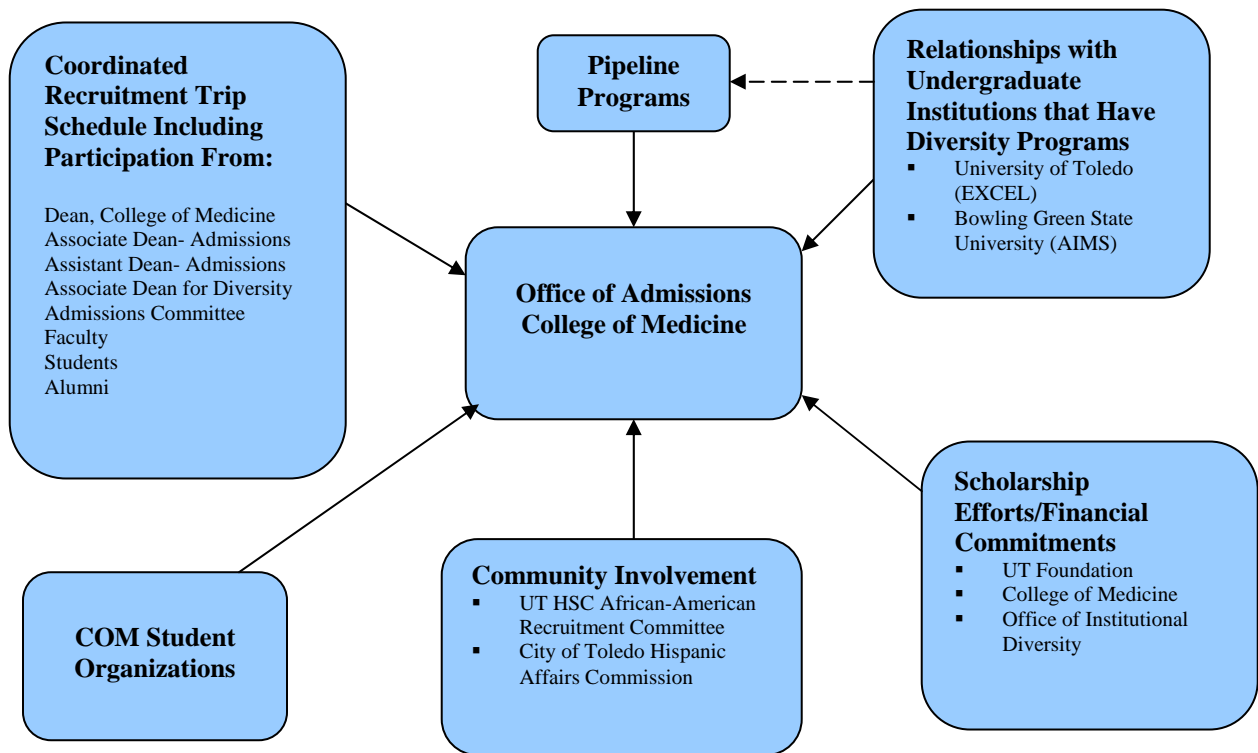 Coordinated
Recruitment Trip
Schedule Including
Participation From:
Dean, College of Medicine
Associate Dean- Admissions
Assistant Dean- Admissions
Associate Dean for Diversity
Admissions Committee
Faculty
Students
Alumni
Pipeline
Programs
Relationships with
Undergraduate
Institutions that Have
Diversity Programs
▪ University of Toledo
(EXCEL)
▪ Bowling Green State
University (AIMS)
Office of Admissions
College of Medicine
COM Student
Organizations
Community Involvement
▪ UT HSC African-American
Recruitment Committee
▪ City of Toledo Hispanic
Affairs Commission
Scholarship
Efforts/Financial
Commitments
▪ UT Foundation
▪ College of Medicine
▪ Office of Institutional
Diversity